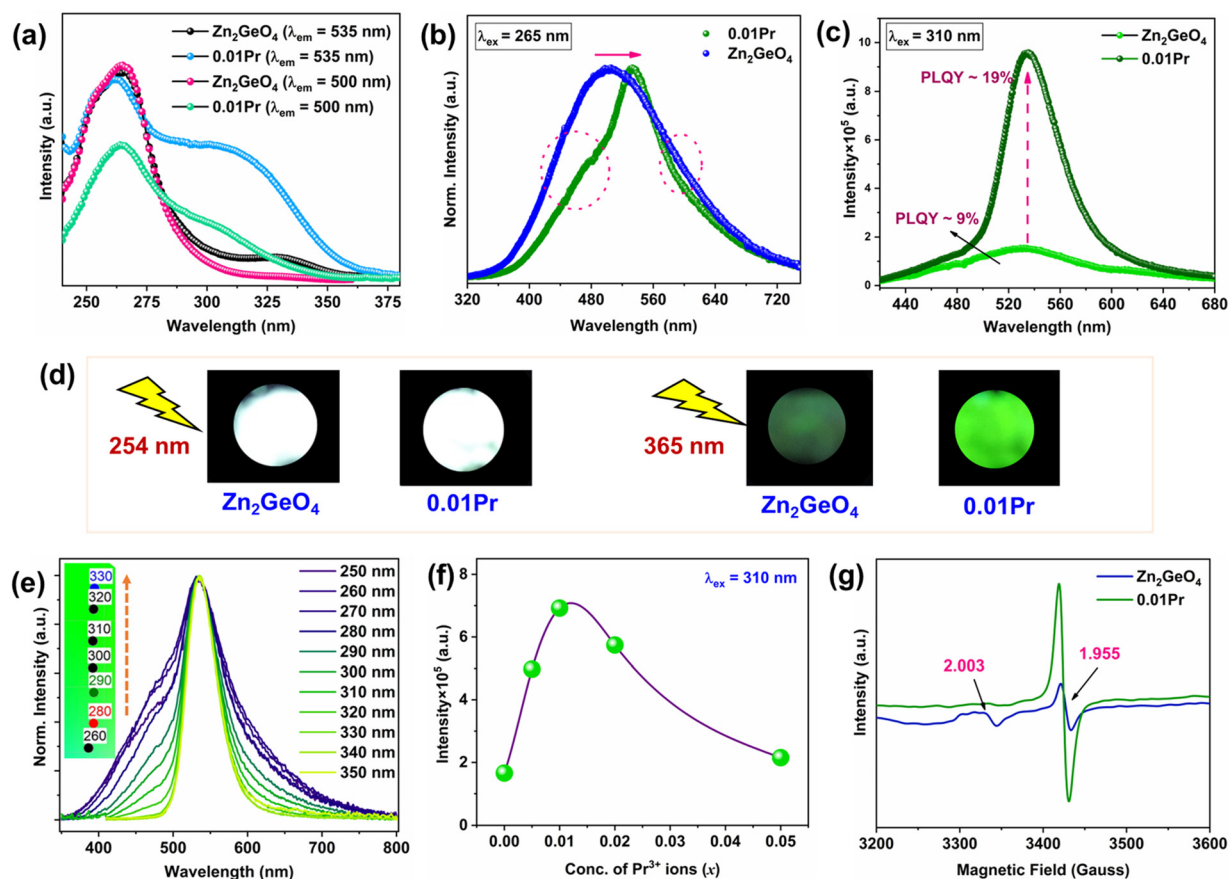 (a)
Zn₂GeO₄ (λem = 535 nm)
0.01Pr (λem = 535 nm)
Zn₂GeO₄ (λem = 500 nm)
0.01Pr (λem = 500 nm)
Intensity (a.u.)
250 275 300 325 350 375
Wavelength (nm)
(b)
λex = 265 nm
0.01Pr
Zn₂GeO₄
Norm. Intensity (a.u.)
320 400 480 560 640 720
Wavelength (nm)
(c)
λex = 310 nm
Zn₂GeO₄
0.01Pr
PLQY ~ 19%
PLQY ~ 9%
Intensity×10⁵ (a.u.)
10
8
6
4
2
0
440 480 520 560 600 640 680
Wavelength (nm)
(d)
254 nm
Zn₂GeO₄
0.01Pr
365 nm
Zn₂GeO₄
0.01Pr
(e)
330
320
310
300
290
280
260
250 nm
260 nm
270 nm
280 nm
290 nm
300 nm
310 nm
320 nm
330 nm
340 nm
350 nm
Norm. Intensity (a.u.)
400 500 600 700 800
Wavelength (nm)
(f)
λex = 310 nm
Intensity×10⁵ (a.u.)
8
6
4
2
0
0.00 0.01 0.02 0.03 0.04 0.05
Conc. of Pr³⁺ ions (x)
(g)
Zn₂GeO₄
0.01Pr
2.003
1.955
Intensity (a.u.)
3200 3300 3400 3500 3600
Magnetic Field (Gauss)